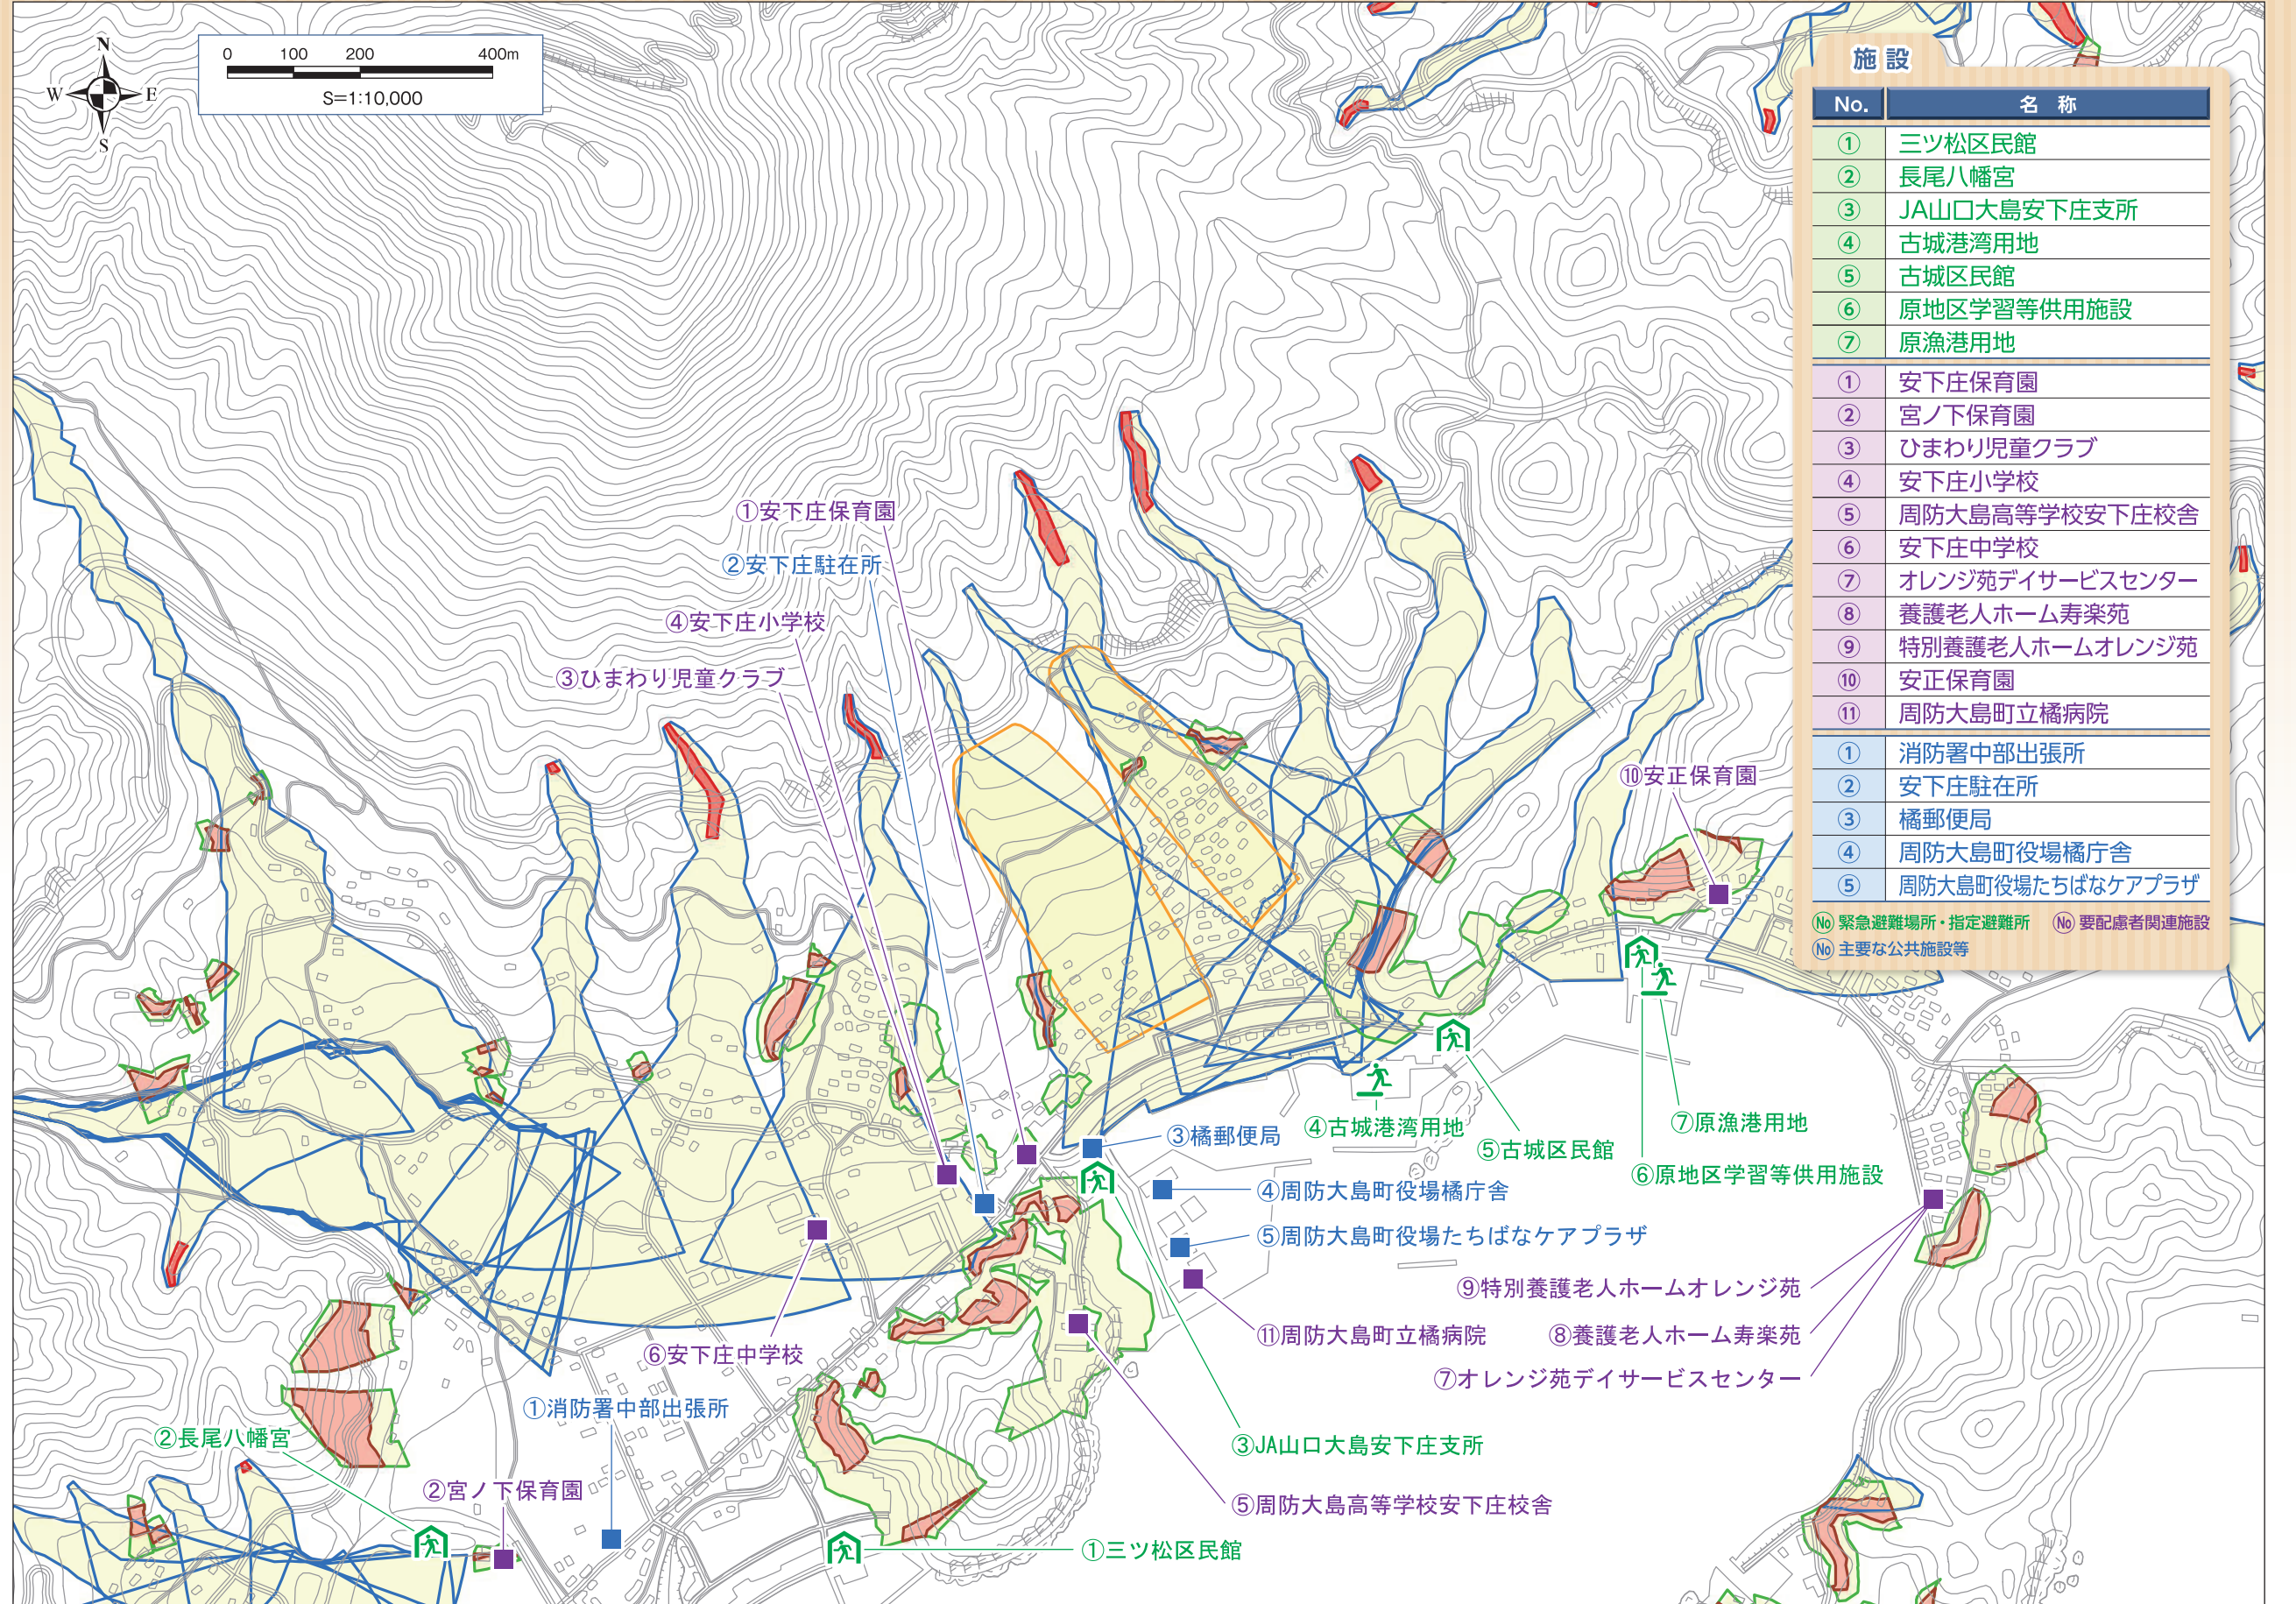 N
W
E
S
0 100 200 400m
S=1:10,000
施設
No. 名称
① 三ツ松区民館
② 長尾八幡宮
③ JA山口大島安下庄支所
④ 古城港湾用地
⑤ 古城区民館
⑥ 原地区学習等供用施設
⑦ 原漁港用地
① 安下庄保育園
② 宮ノ下保育園
③ ひまわり児童クラブ
④ 安下庄小学校
⑤ 周防大島高等学校安下庄校舎
⑥ 安下庄中学校
⑦ オレンジ苑デイサービスセンター
⑧ 養護老人ホーム寿楽苑
⑨ 特別養護老人ホームオレンジ苑
⑩ 安正保育園
⑪ 周防大島町立橘病院
① 消防署中部出張所
② 安下庄駐在所
③ 橘郵便局
④ 周防大島町役場橘庁舎
⑤ 周防大島町役場たちばなケアプラザ
No 緊急避難場所・指定避難所 No 要配慮者関連施設
No 主要な公共施設等
①安下庄保育園
②安下庄駐在所
④安下庄小学校
③ひまわり児童クラブ
⑩安正保育園
③橘郵便局
④古城港湾用地
⑤古城区民館
⑦原漁港用地
⑥原地区学習等供用施設
④周防大島町役場橘庁舎
⑤周防大島町役場たちばなケアプラザ
⑨特別養護老人ホームオレンジ苑
⑪周防大島町立橘病院
⑧養護老人ホーム寿楽苑
⑦オレンジ苑デイサービスセンター
⑥安下庄中学校
①消防署中部出張所
②長尾八幡宮
③JA山口大島安下庄支所
②宮ノ下保育園
⑤周防大島高等学校安下庄校舎
①三ツ松区民館